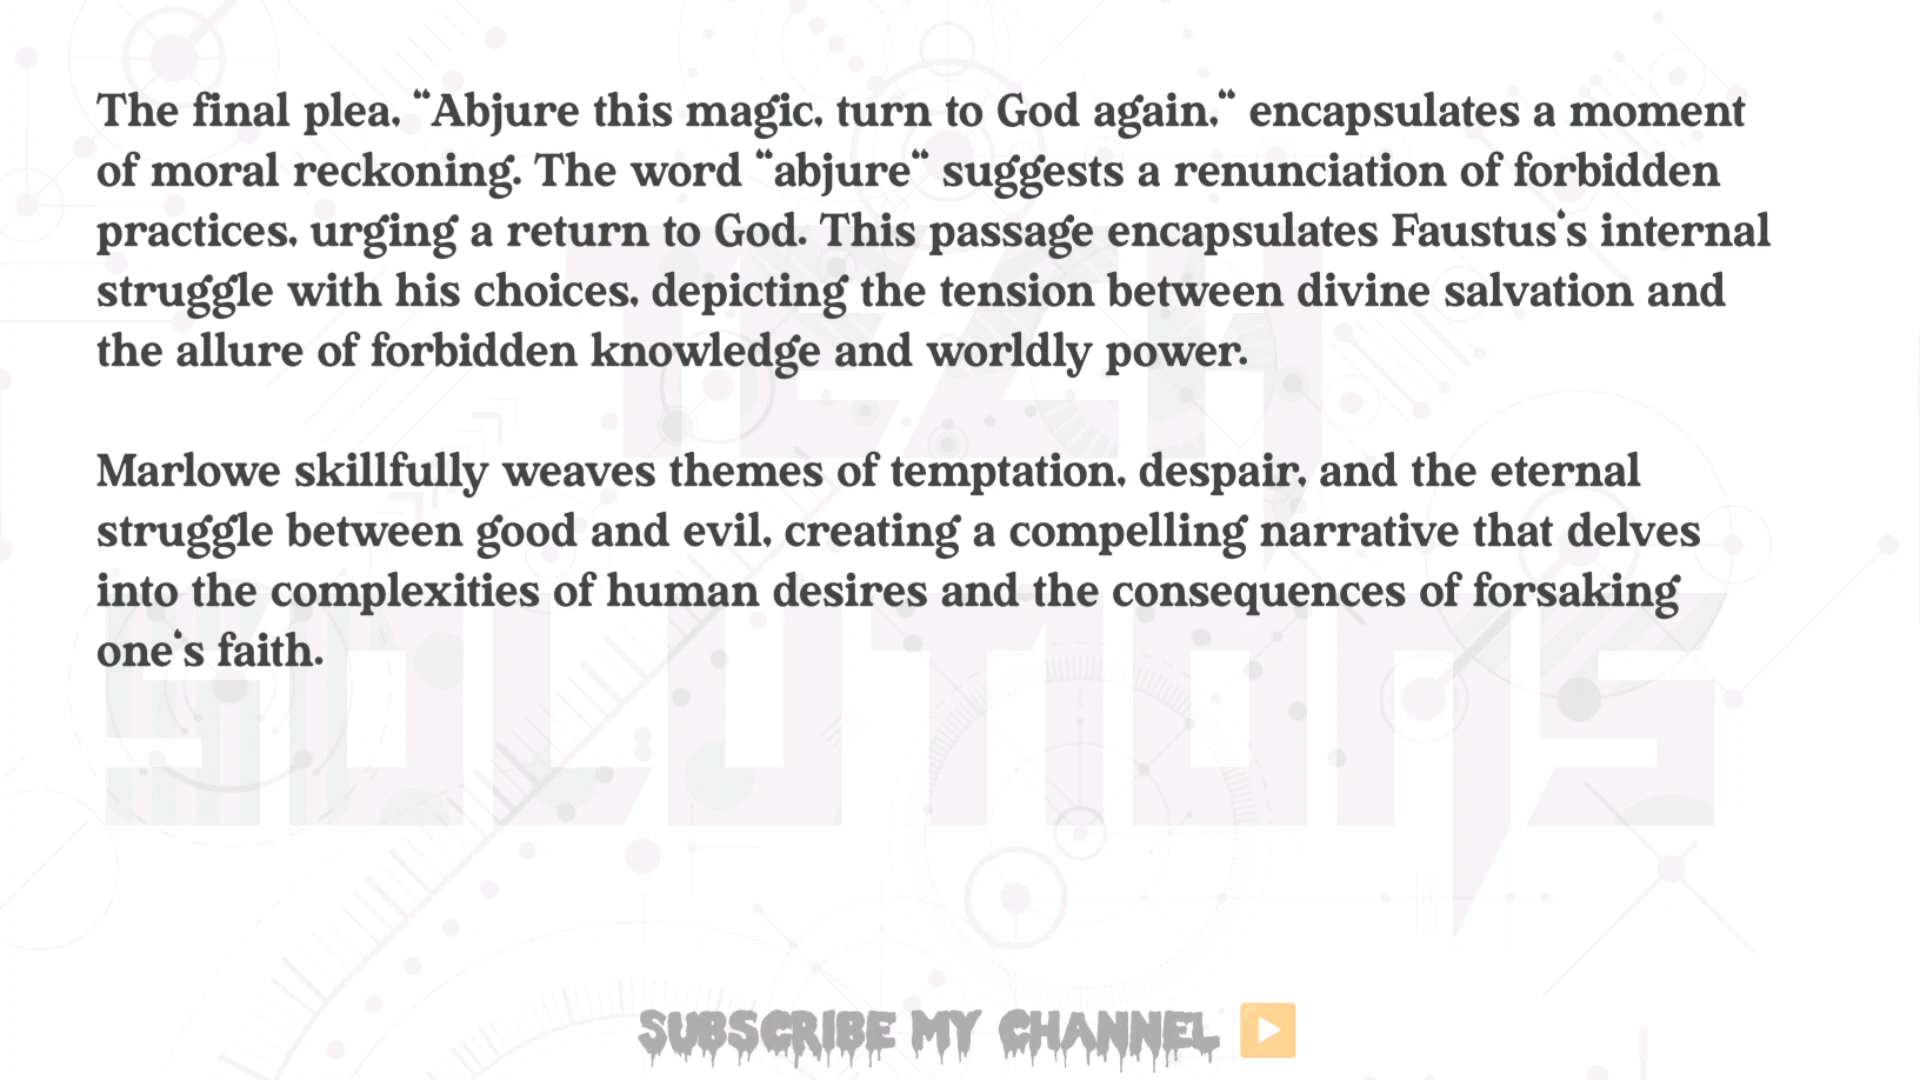 The final plea, “Abjure this magic, turn to God again,“ encapsulates a moment
of moral reckoning. The word “abjure“ suggests a renunciation of forbidden
practices, urging a return to God. This passage encapsulates Faustus‘s internal
struggle with his choices, depicting the tension between divine salvation and
the allure of forbidden knowledge and worldly power.
Marlowe skillfully weaves themes of temptation, despair, and the eternal
struggle between good and evil, creating a compelling narrative that delves
into the complexities of human desires and the consequences of forsaking
one‘s faith.
TECH
SOLUTIONS
SUBSCRIBE MY CHANNEL